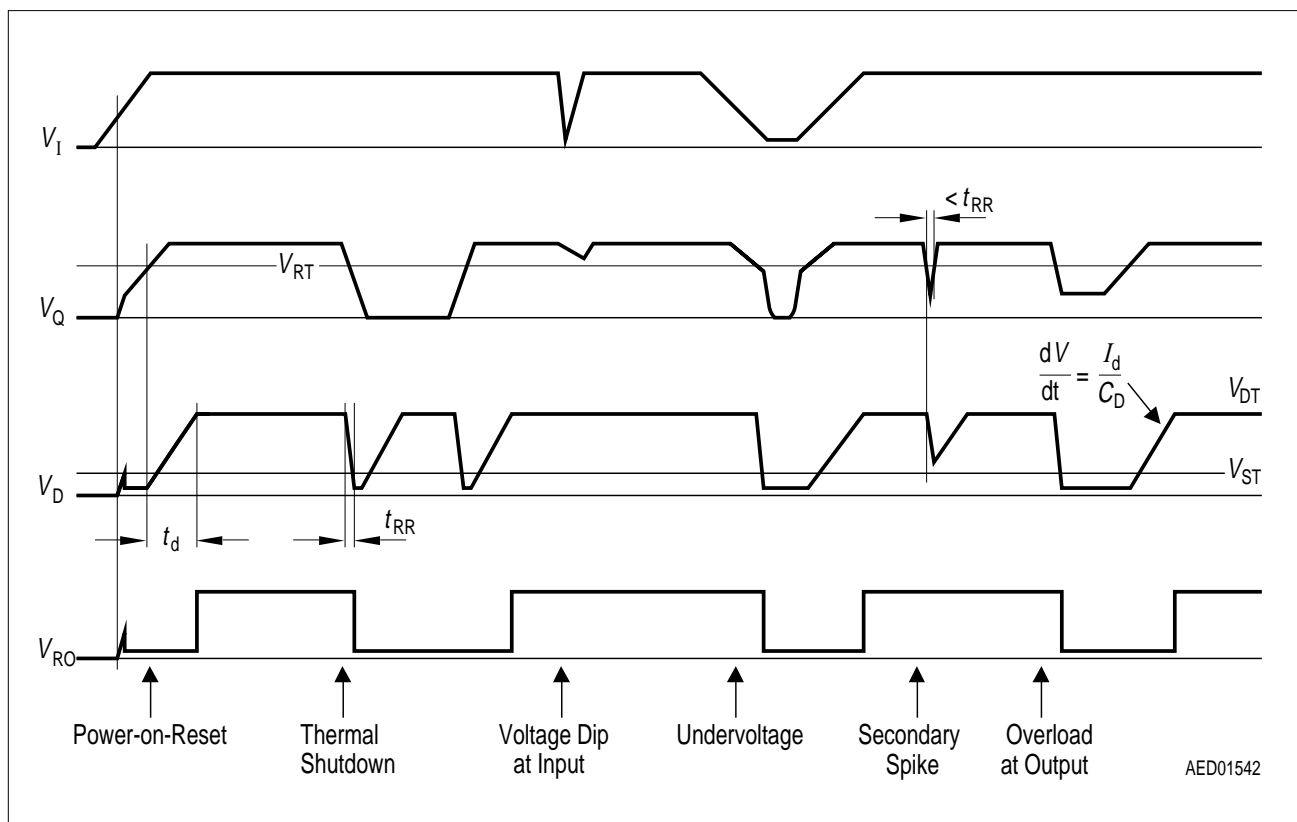 V_I
< t_RR
V_RT
V_Q
dV/dt = I_d/C_D
V_DT
V_ST
V_D
t_d
t_RR
V_RO
Power-on-Reset
Thermal
Shutdown
Voltage Dip
at Input
Undervoltage
Secondary
Spike
Overload
at Output
AED01542